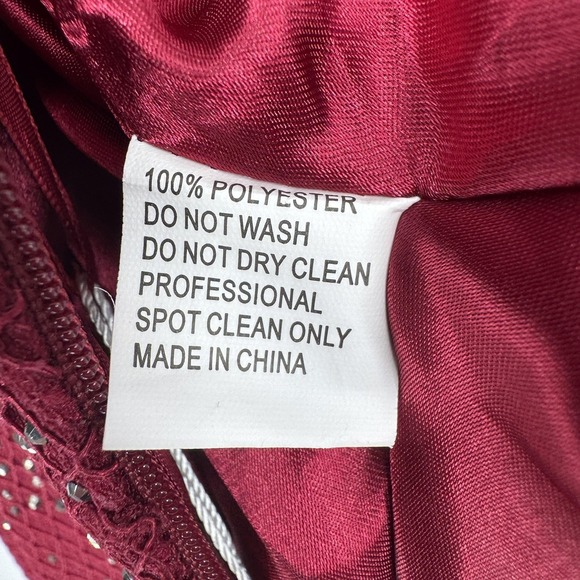 100% POLYESTER
DO NOT WASH
DO NOT DRY CLEAN
PROFESSIONAL
SPOT CLEAN ONLY
MADE IN CHINA